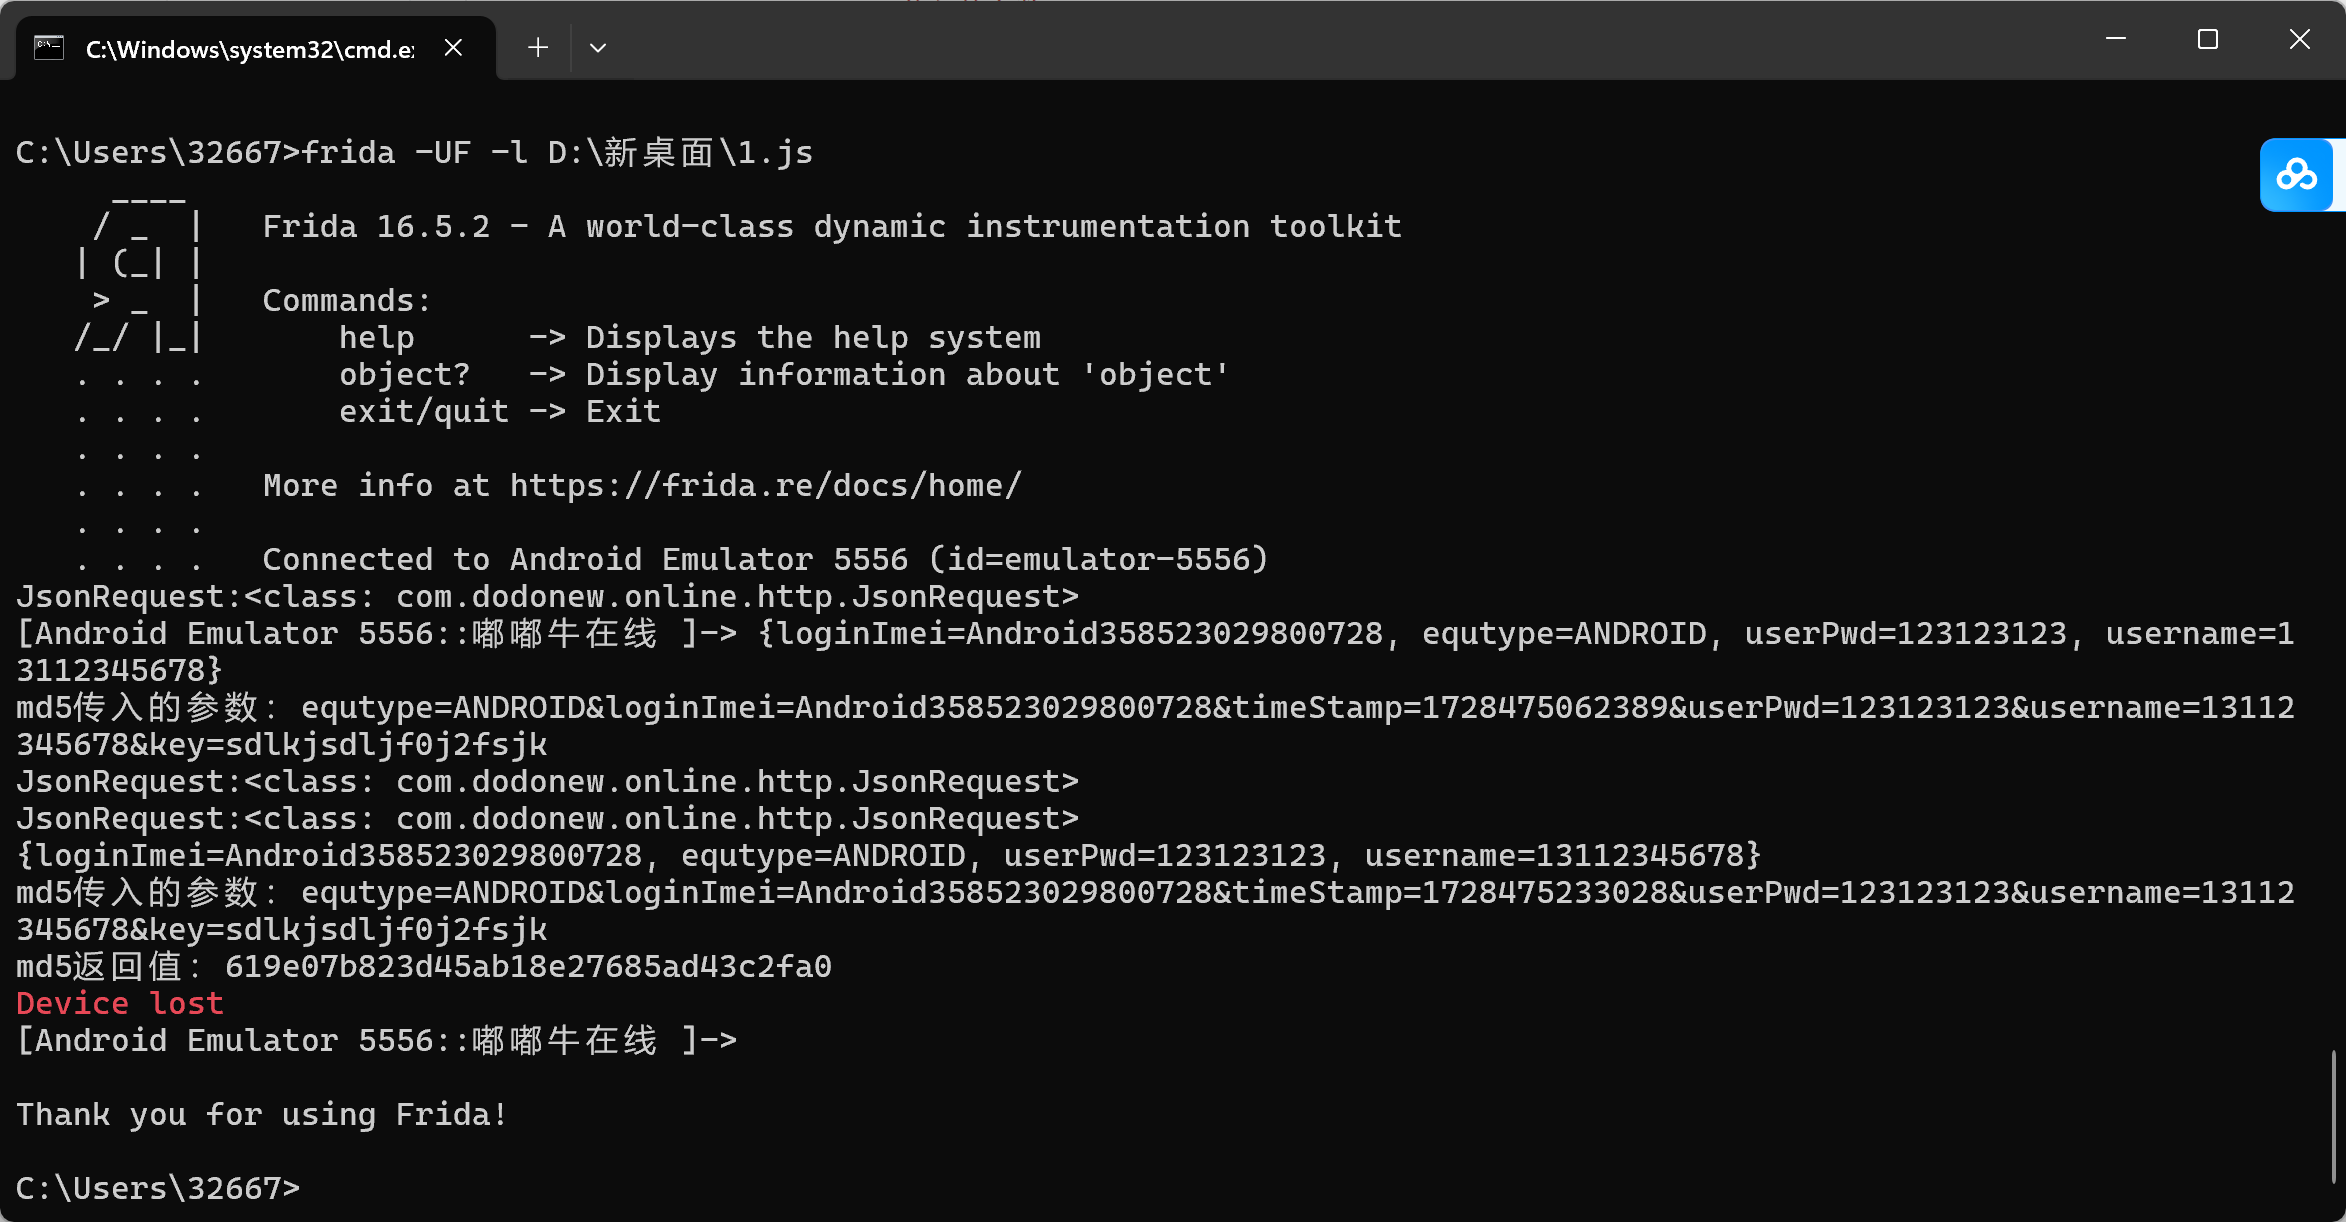 C:\Windows\system32\cmd.e
C:\Users\32667>frida -UF -l D:\新桌面\1.js
     ____
    / _  |   Frida 16.5.2 - A world-class dynamic instrumentation toolkit
   | (_| |
    > _  |   Commands:
   /_/ |_|       help      -> Displays the help system
   . . . .       object?   -> Display information about 'object'
   . . . .       exit/quit -> Exit
   . . . .
   . . . .   More info at https://frida.re/docs/home/
   . . . .
   . . . .   Connected to Android Emulator 5556 (id=emulator-5556)
JsonRequest:<class: com.dodonew.online.http.JsonRequest>
[Android Emulator 5556::嘟嘟牛在线 ]-> {loginImei=Android358523029800728, equtype=ANDROID, userPwd=123123123, username=1
3112345678}
md5传入的参数: equtype=ANDROID&loginImei=Android358523029800728&timeStamp=1728475062389&userPwd=123123123&username=13112
345678&key=sdlkjsdljf0j2fsjk
JsonRequest:<class: com.dodonew.online.http.JsonRequest>
JsonRequest:<class: com.dodonew.online.http.JsonRequest>
{loginImei=Android358523029800728, equtype=ANDROID, userPwd=123123123, username=13112345678}
md5传入的参数: equtype=ANDROID&loginImei=Android358523029800728&timeStamp=1728475233028&userPwd=123123123&username=13112
345678&key=sdlkjsdljf0j2fsjk
md5返回值: 619e07b823d45ab18e27685ad43c2fa0
Device lost
[Android Emulator 5556::嘟嘟牛在线 ]->
Thank you for using Frida!
C:\Users\32667>